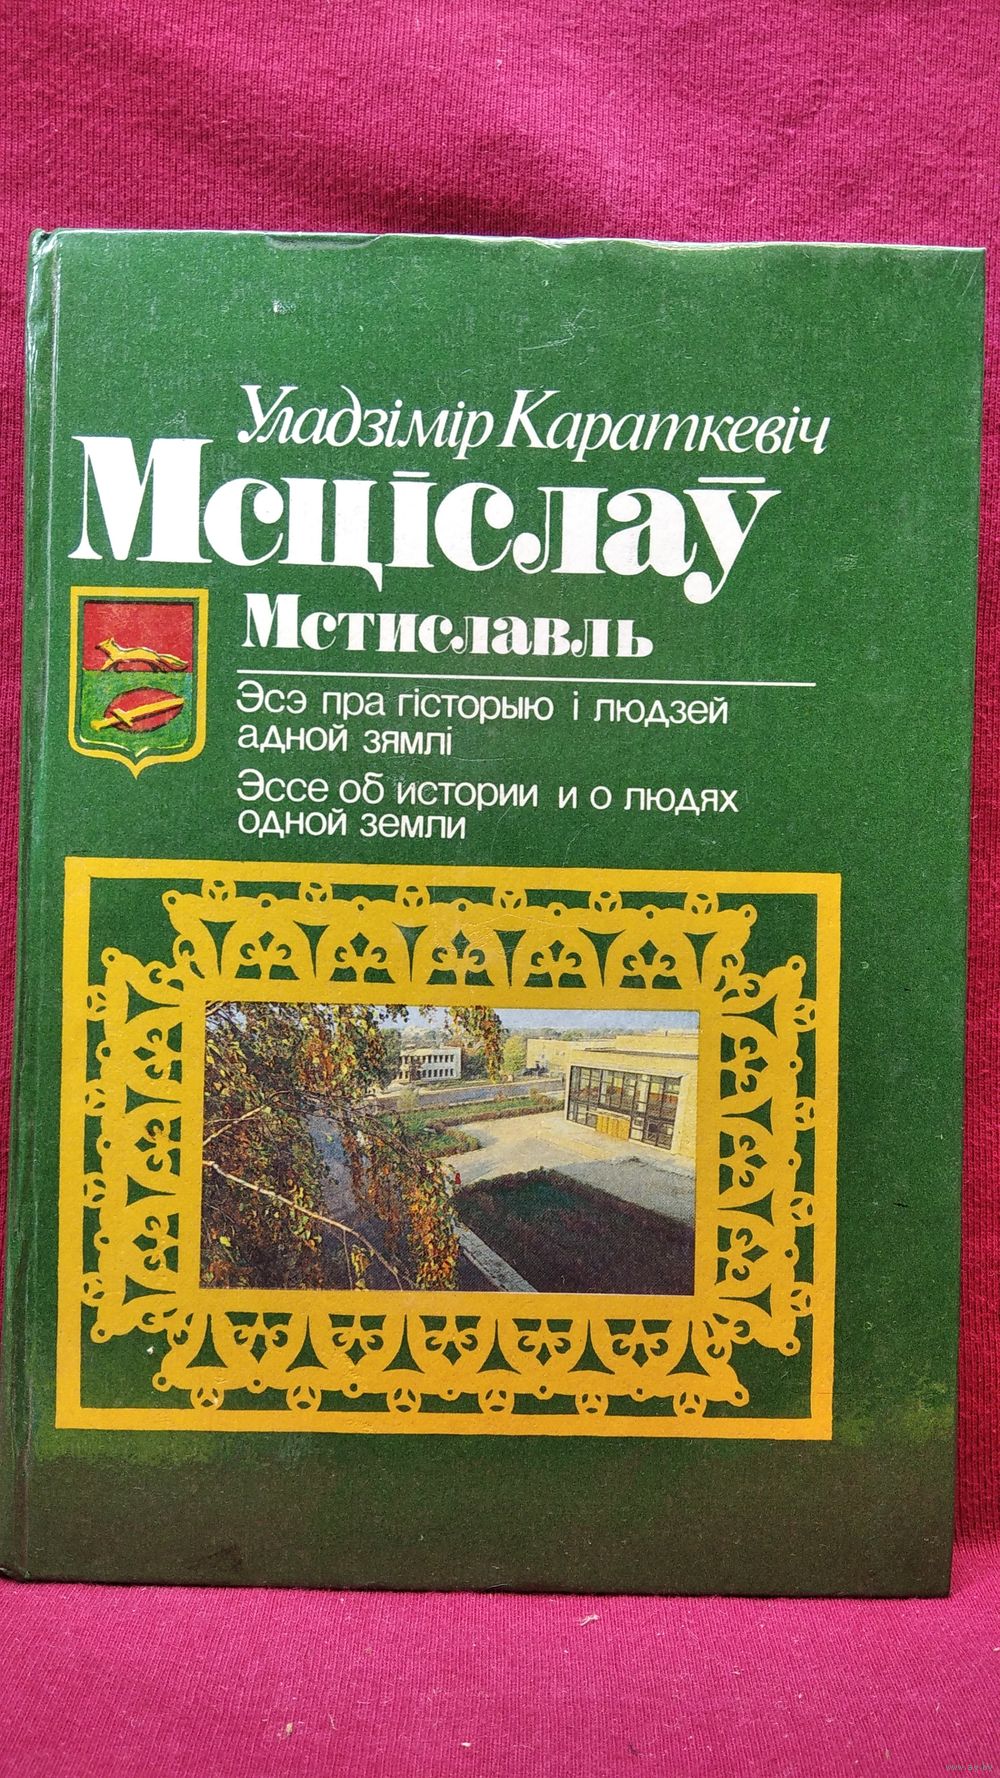 Уладзімір Караткевіч
Мсціслаў
Мстиславль
Эсэ пра гісторыю і людзей
адной зямлі
Эссе об истории и о людях
одной земли